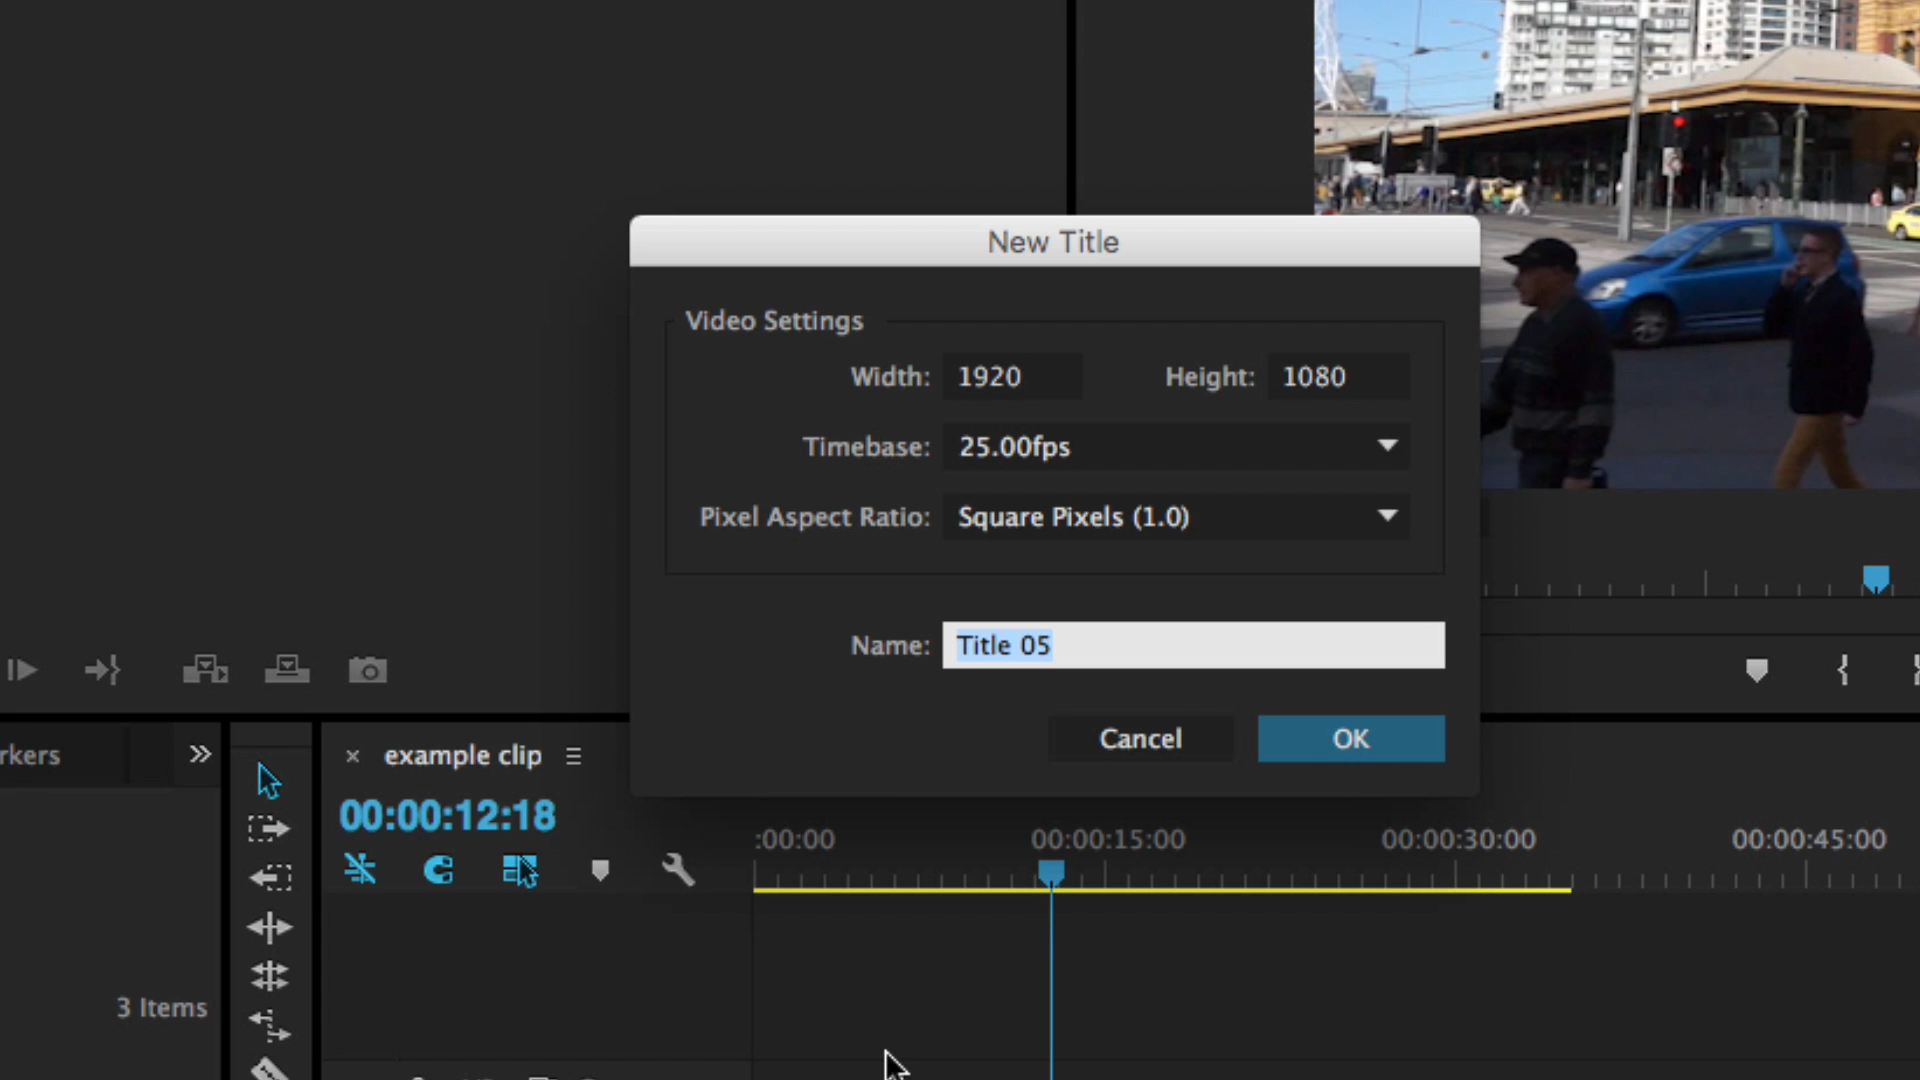 New Title
Video Settings
Width: 1920 Height: 1080
Timebase: 25.00fps
Pixel Aspect Ratio: Square Pixels (1.0)
Name: Title 05
Cancel OK
rkers
example clip
00:00:12:18
:00:00 00:00:15:00 00:00:30:00 00:00:45:00
3 Items